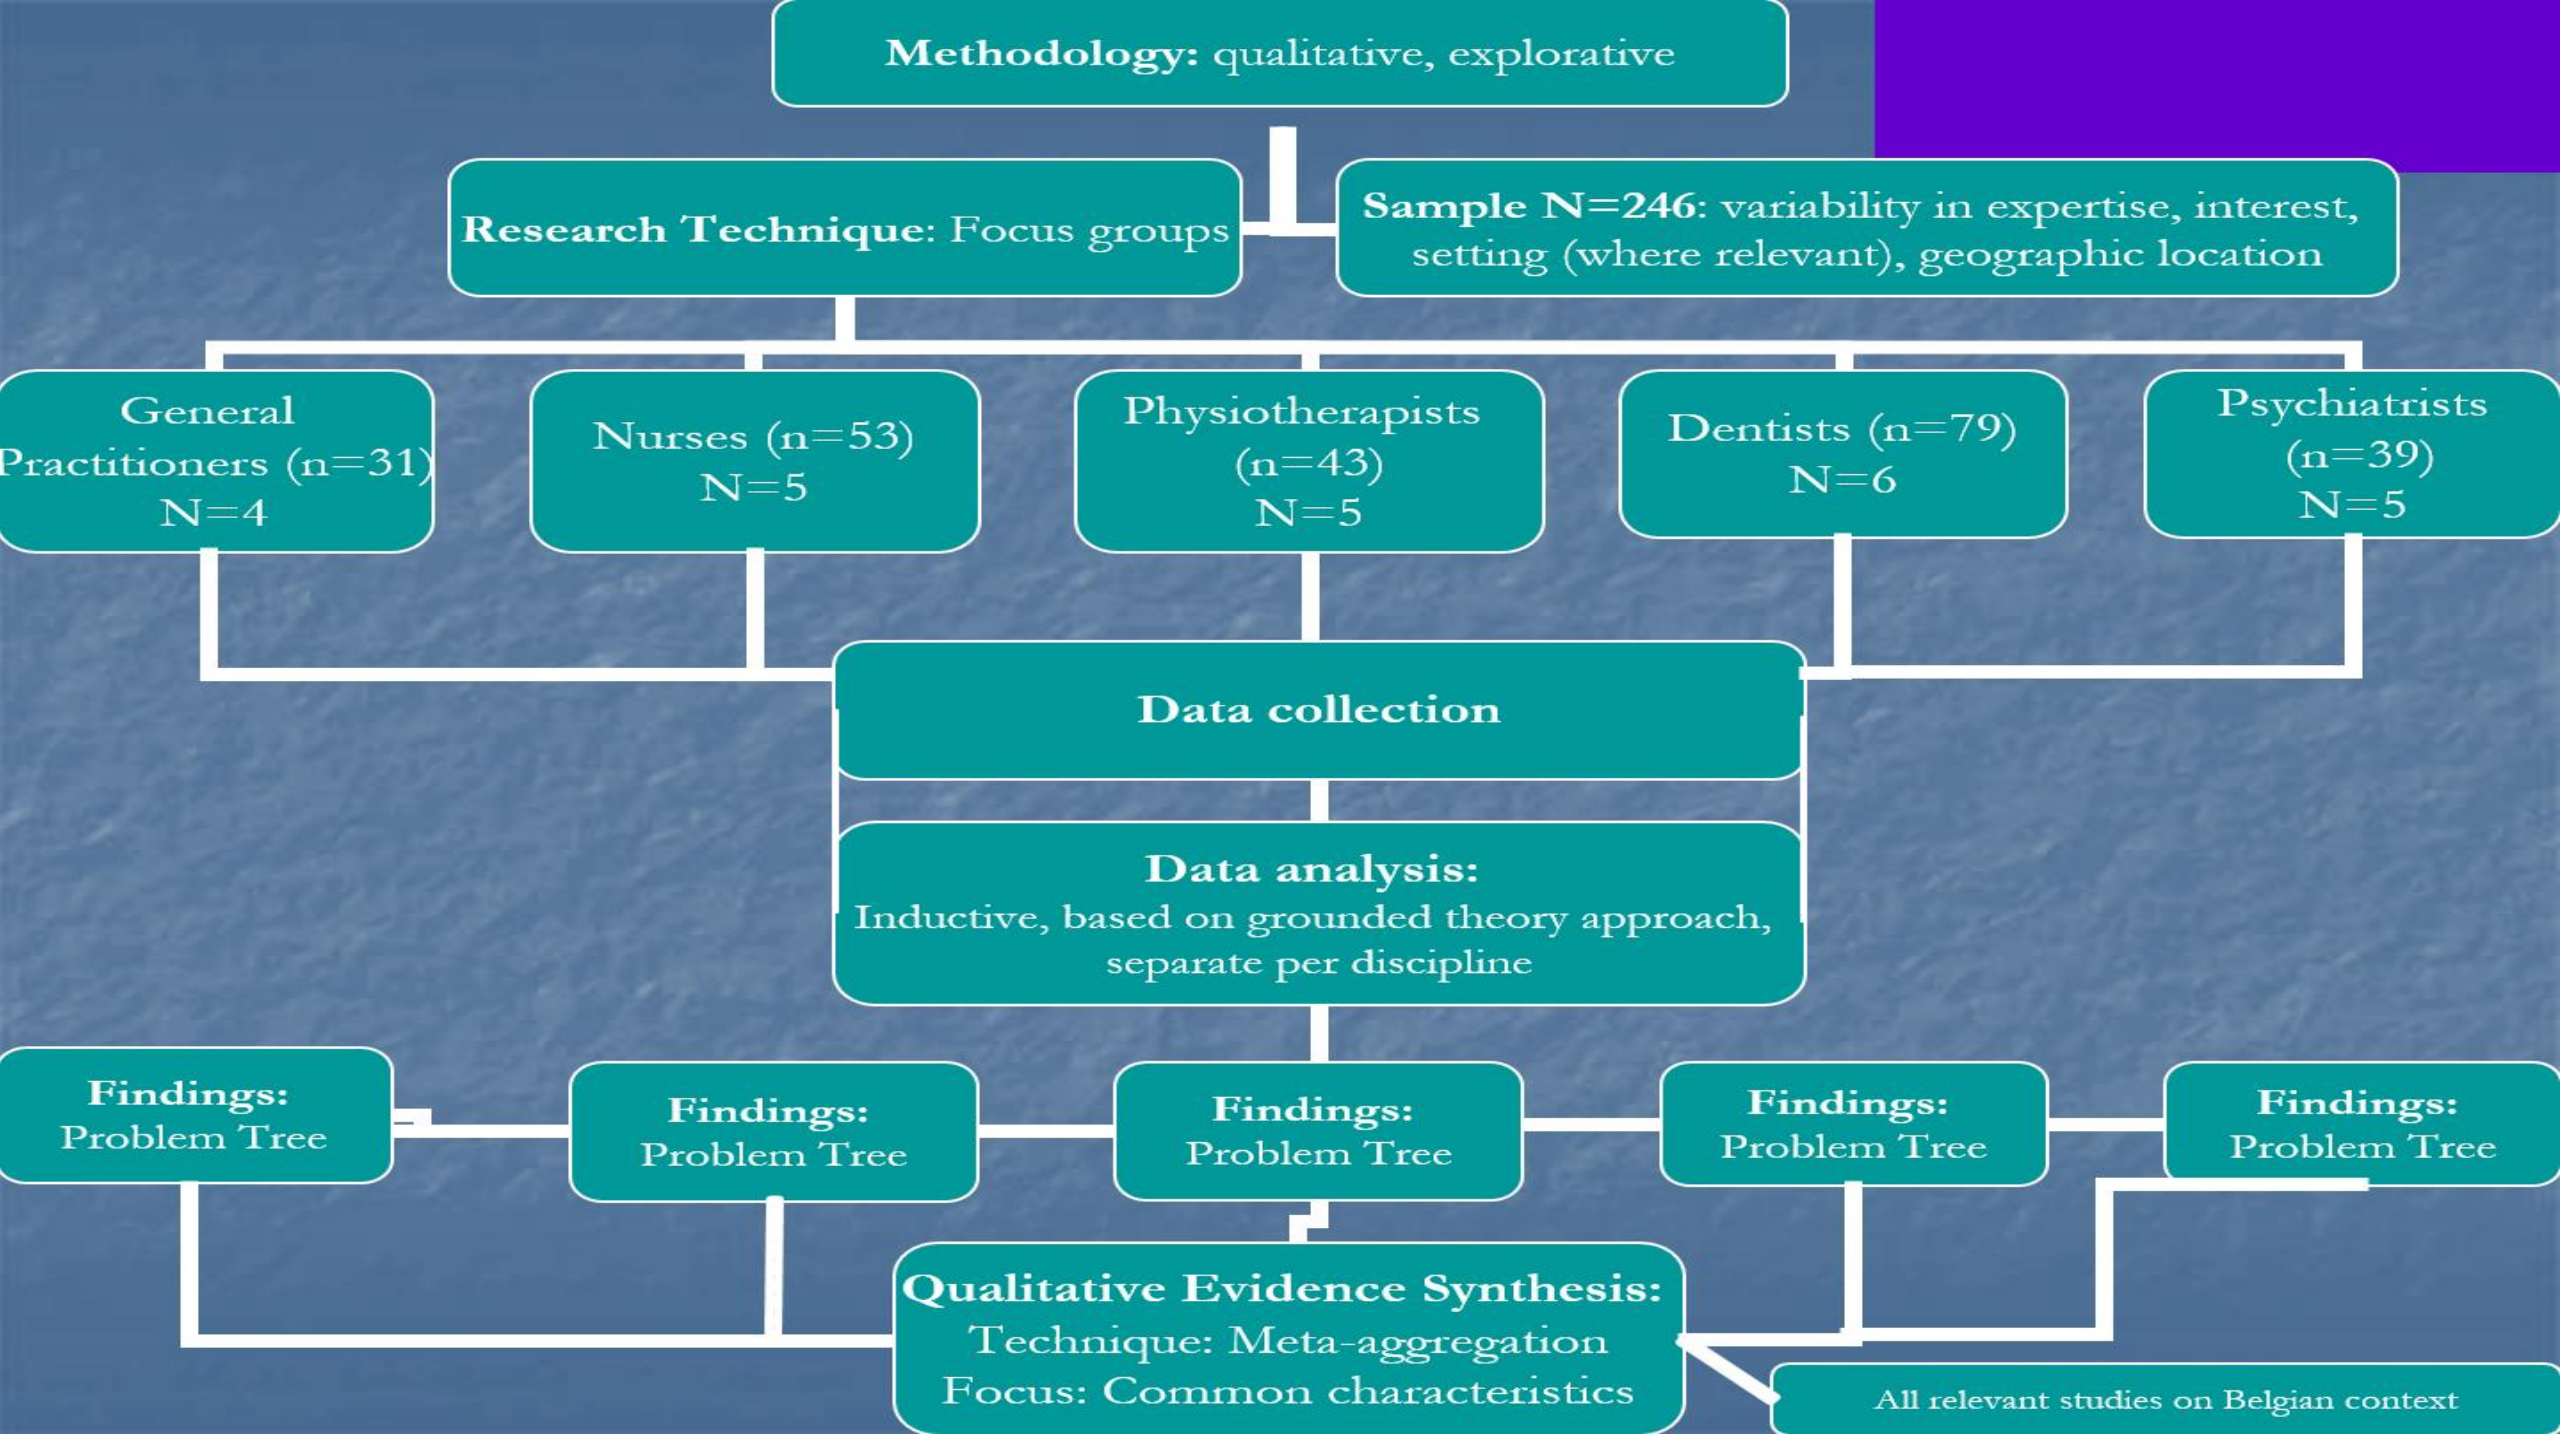 Methodology: qualitative, explorative
Research Technique: Focus groups
Sample N=246: variability in expertise, interest,
setting (where relevant), geographic location
General
Practitioners (n=31)
N=4
Nurses (n=53)
N=5
Physiotherapists
(n=43)
N=5
Dentists (n=79)
N=6
Psychiatrists
(n=39)
N=5
Data collection
Data analysis:
Inductive, based on grounded theory approach,
separate per discipline
Findings:
Problem Tree
Findings:
Problem Tree
Findings:
Problem Tree
Findings:
Problem Tree
Findings:
Problem Tree
Qualitative Evidence Synthesis:
Technique: Meta-aggregation
Focus: Common characteristics
All relevant studies on Belgian context